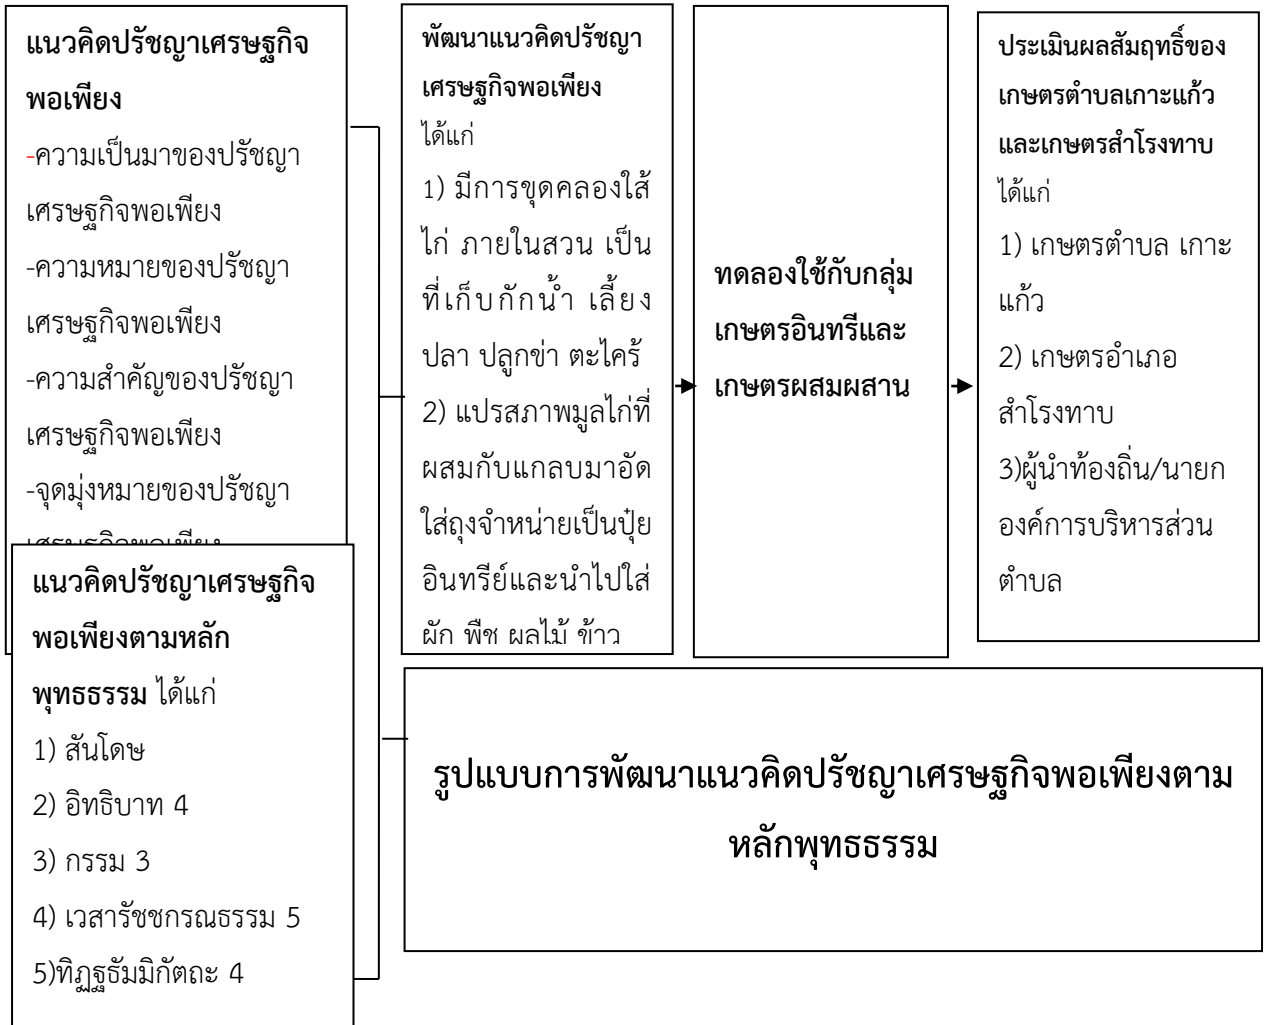 แนวคิดปรัชญาเศรษฐกิจ
พอเพียง
-ความเป็นมาของปรัชญา
เศรษฐกิจพอเพียง
-ความหมายของปรัชญา
เศรษฐกิจพอเพียง
-ความสำคัญของปรัชญา
เศรษฐกิจพอเพียง
-จุดมุ่งหมายของปรัชญา
เศรษฐกิจพอเพียง
แนวคิดปรัชญาเศรษฐกิจ
พอเพียงตามหลัก
พุทธธรรม ได้แก่
1) สันโดษ
2) อิทธิบาท 4
3) กรรม 3
4) เวสารัชชกรณธรรม 5
5)ทิฏฐธัมมิกัตถะ 4
พัฒนาแนวคิดปรัชญา
เศรษฐกิจพอเพียง
ได้แก่
1) มีการขุดคลองใส้
ไก่ ภายในสวน เป็น
ที่เก็บกักน้ำ เลี้ยง
ปลา ปลูกข่า ตะไคร้
2) แปรสภาพมูลไก่ที่
ผสมกับแกลบมาอัด
ใส่ถุงจำหน่ายเป็นปุ๋ย
อินทรีย์และนำไปใส่
ผัก พืช ผลไม้ ข้าว
ทดลองใช้กับกลุ่ม
เกษตรอินทรีและ
เกษตรผสมผสาน
ประเมินผลสัมฤทธิ์ของ
เกษตรตำบลเกาะแก้ว
และเกษตรสำโรงทาบ
ได้แก่
1) เกษตรตำบล เกาะ
แก้ว
2) เกษตรอำเภอ
สำโรงทาบ
3)ผู้นำท้องถิ่น/นายก
องค์การบริหารส่วน
ตำบล
รูปแบบการพัฒนาแนวคิดปรัชญาเศรษฐกิจพอเพียงตาม
หลักพุทธธรรม